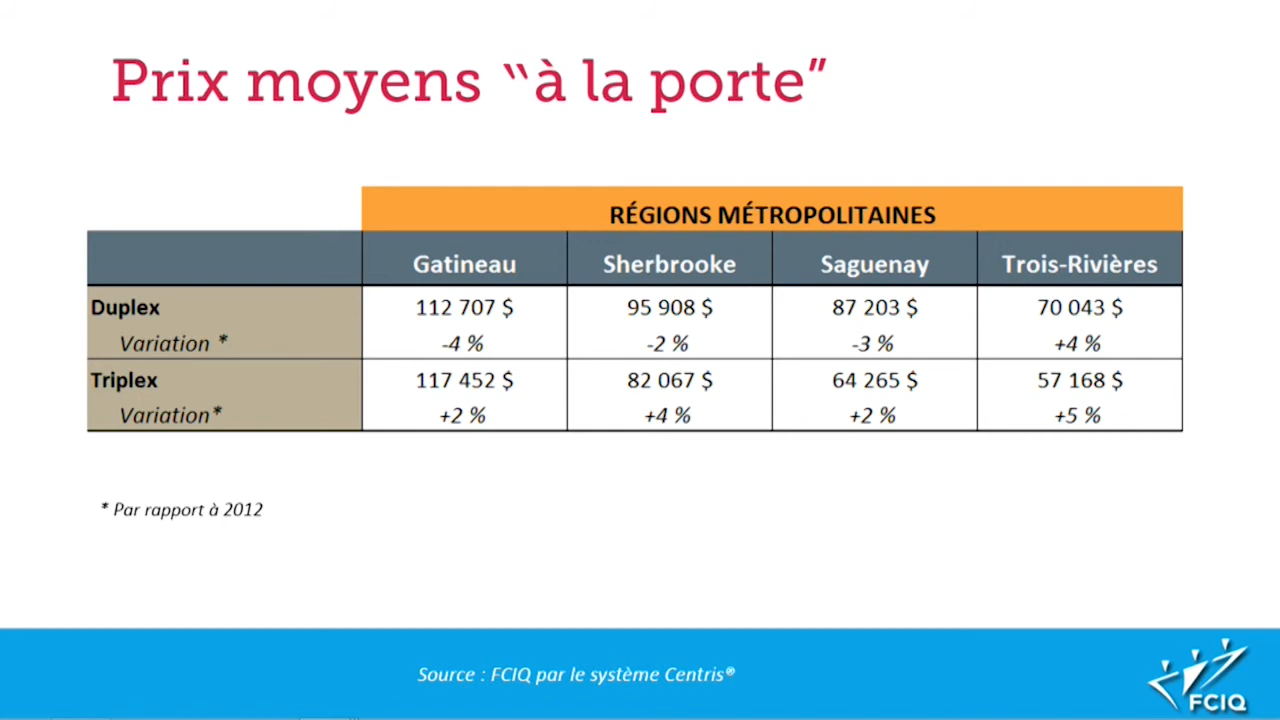 Prix moyens “à la porte”
RÉGIONS MÉTROPOLITAINES
Gatineau Sherbrooke Saguenay Trois-Rivières
Duplex 112 707 $ 95 908 $ 87 203 $ 70 043 $
Variation * -4 % -2 % -3 % +4 %
Triplex 117 452 $ 82 067 $ 64 265 $ 57 168 $
Variation* +2 % +4 % +2 % +5 %
* Par rapport à 2012
Source : FCIQ par le système Centris®
FCIQ